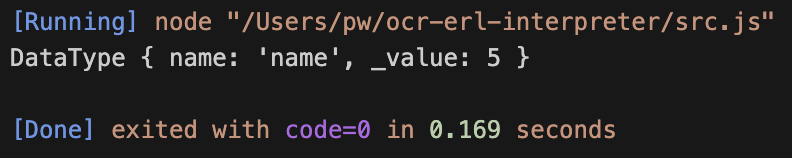 [Running] node "/Users/pw/ocr-erl-interpreter/src.js"
DataType { name: 'name', _value: 5 }
[Done] exited with code=0 in 0.169 seconds